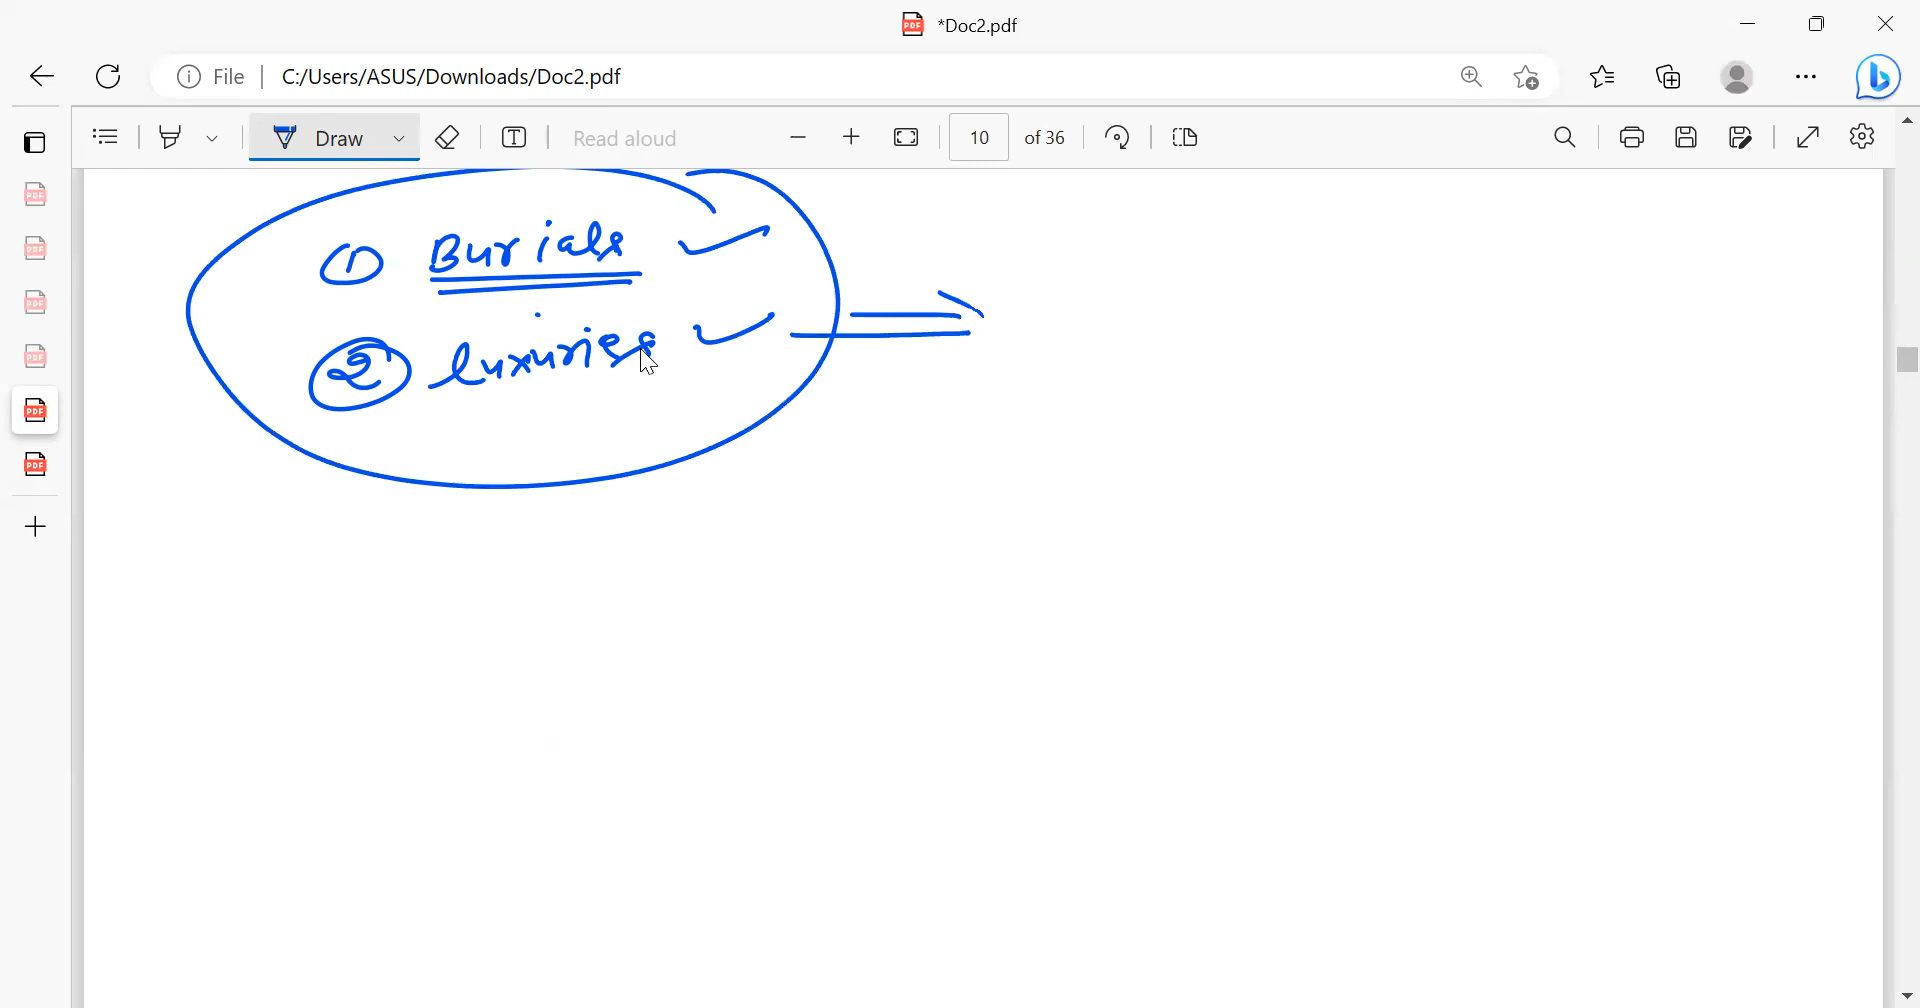 *Doc2.pdf
File C:/Users/ASUS/Downloads/Doc2.pdf
Draw Read aloud 10 of 36
① Burials
② luxuries